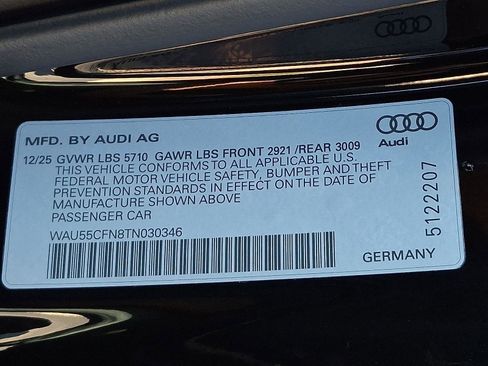 MFD. BY AUDI AG
Audi
12/25 GVWR LBS 5710 GAWR LBS FRONT 2921 /REAR 3009
THIS VEHICLE CONFORMS TO ALL APPLICABLE U.S.
FEDERAL MOTOR VEHICLE SAFETY, BUMPER AND THEFT
PREVENTION STANDARDS IN EFFECT ON THE DATE OF
MANUFACTURE SHOWN ABOVE
PASSENGER CAR
WAU55CFN8TN030346
5122207
GERMANY